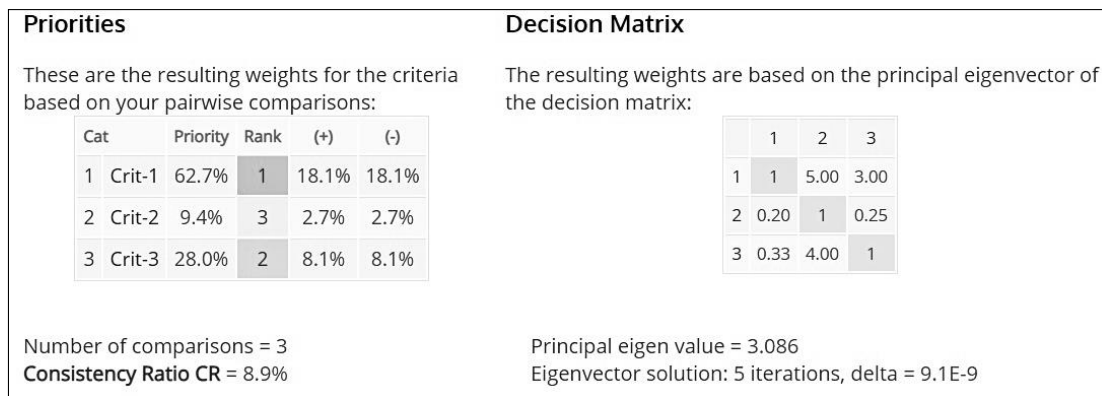 Priorities
These are the resulting weights for the criteria
based on your pairwise comparisons:
Cat Priority Rank (+) (-)
1 Crit-1 62.7% 1 18.1% 18.1%
2 Crit-2 9.4% 3 2.7% 2.7%
3 Crit-3 28.0% 2 8.1% 8.1%
Number of comparisons = 3
Consistency Ratio CR = 8.9%
Decision Matrix
The resulting weights are based on the principal eigenvector of
the decision matrix:
1 2 3
1 1 5.00 3.00
2 0.20 1 0.25
3 0.33 4.00 1
Principal eigen value = 3.086
Eigenvector solution: 5 iterations, delta = 9.1E-9